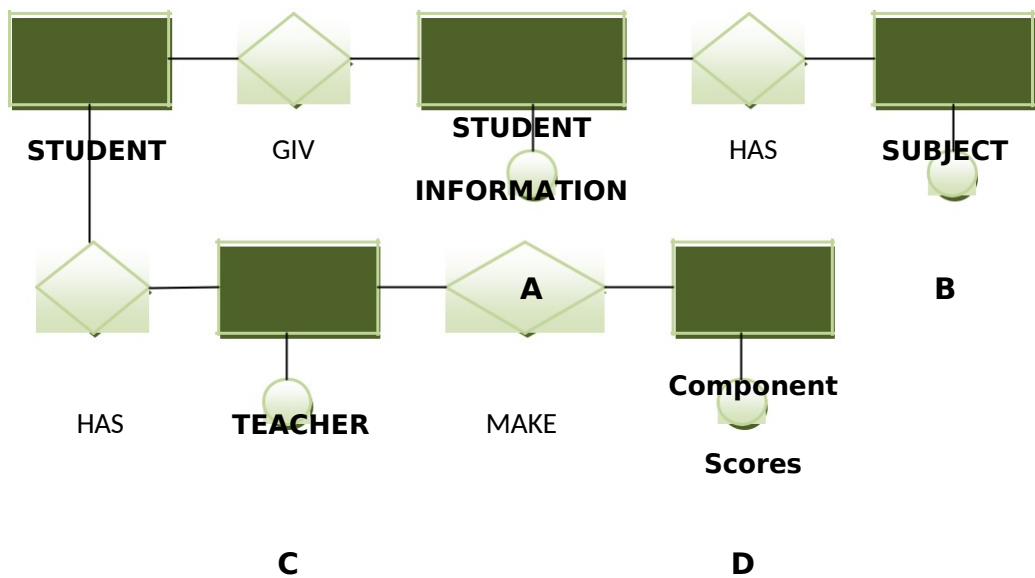 STUDENT
GIV
STUDENT
INFORMATION
HAS
SUBJECT
A
B
HAS
TEACHER
MAKE
Component
Scores
C
D